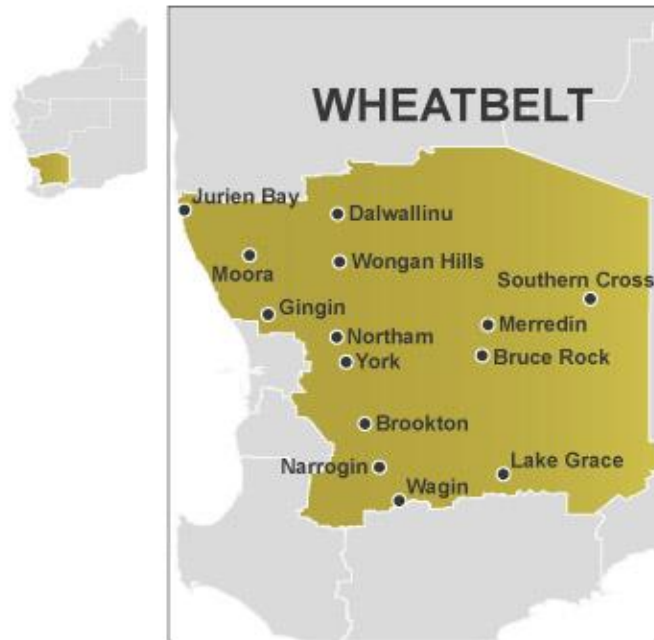 WHEATBELT
Jurien Bay
Dalwallinu
Moora
Wongan Hills
Southern Cross
Gingin
Merredin
Northam
Bruce Rock
York
Brookton
Narrogin
Lake Grace
Wagin